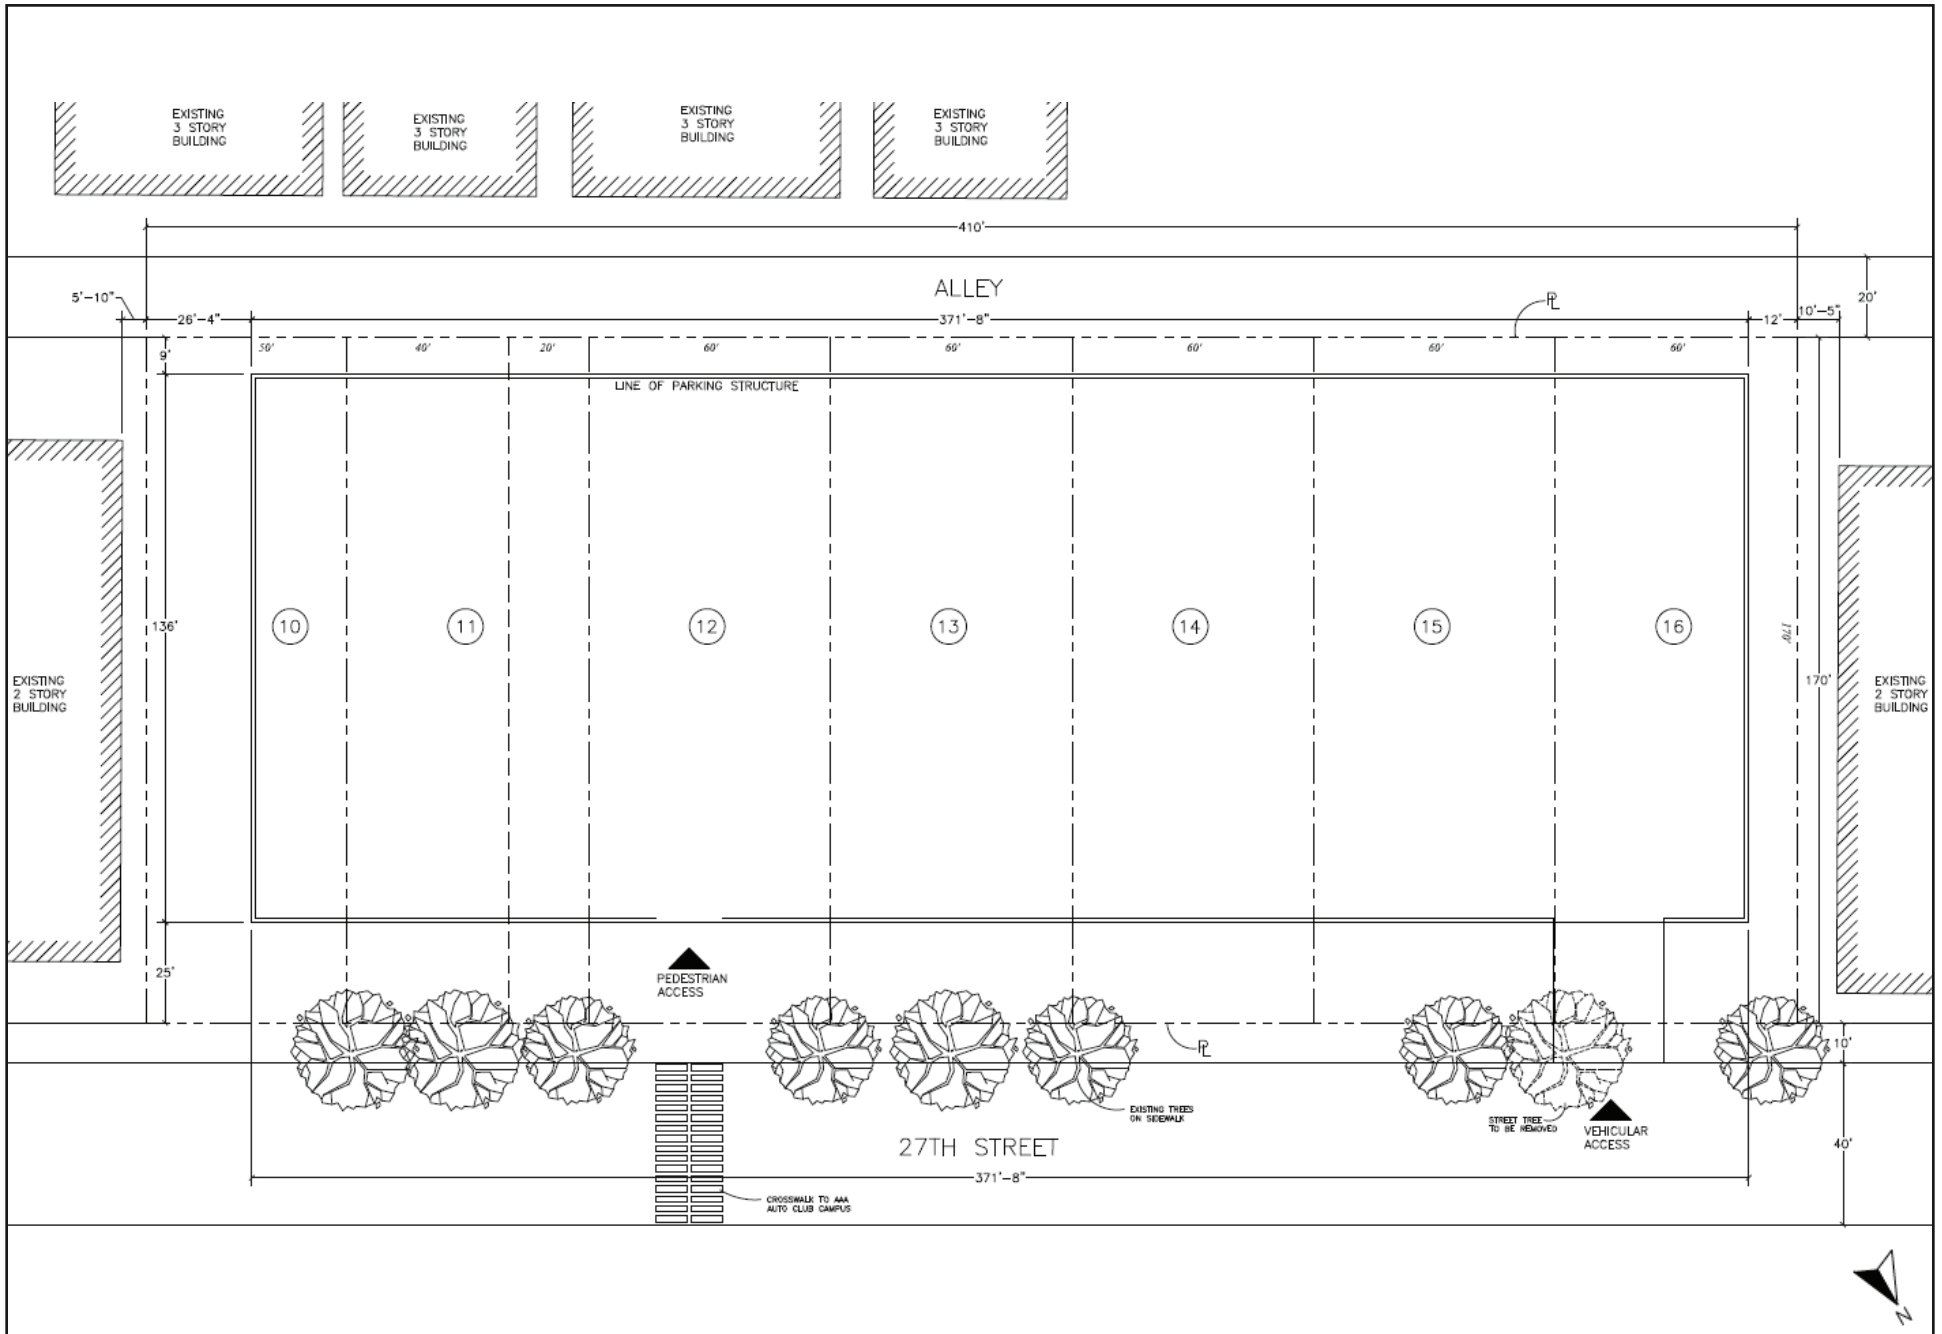 EXISTING
3 STORY
BUILDING
EXISTING
3 STORY
BUILDING
EXISTING
3 STORY
BUILDING
EXISTING
3 STORY
BUILDING
410'
ALLEY
5'-10"
26'-4"
371'-8"
PL
12'
10'-5"
20'
9'
50'
40'
20'
60'
60'
60'
60'
60'
LINE OF PARKING STRUCTURE
136'
10
11
12
13
14
15
16
170'
170'
EXISTING
2 STORY
BUILDING
EXISTING
2 STORY
BUILDING
25'
PEDESTRIAN
ACCESS
PL
10'
EXISTING TREES
ON SIDEWALK
STREET TREE
TO BE REMOVED
VEHICULAR
ACCESS
27TH STREET
40'
371'-8"
CROSSWALK TO AAA
AUTO CLUB CAMPUS
N